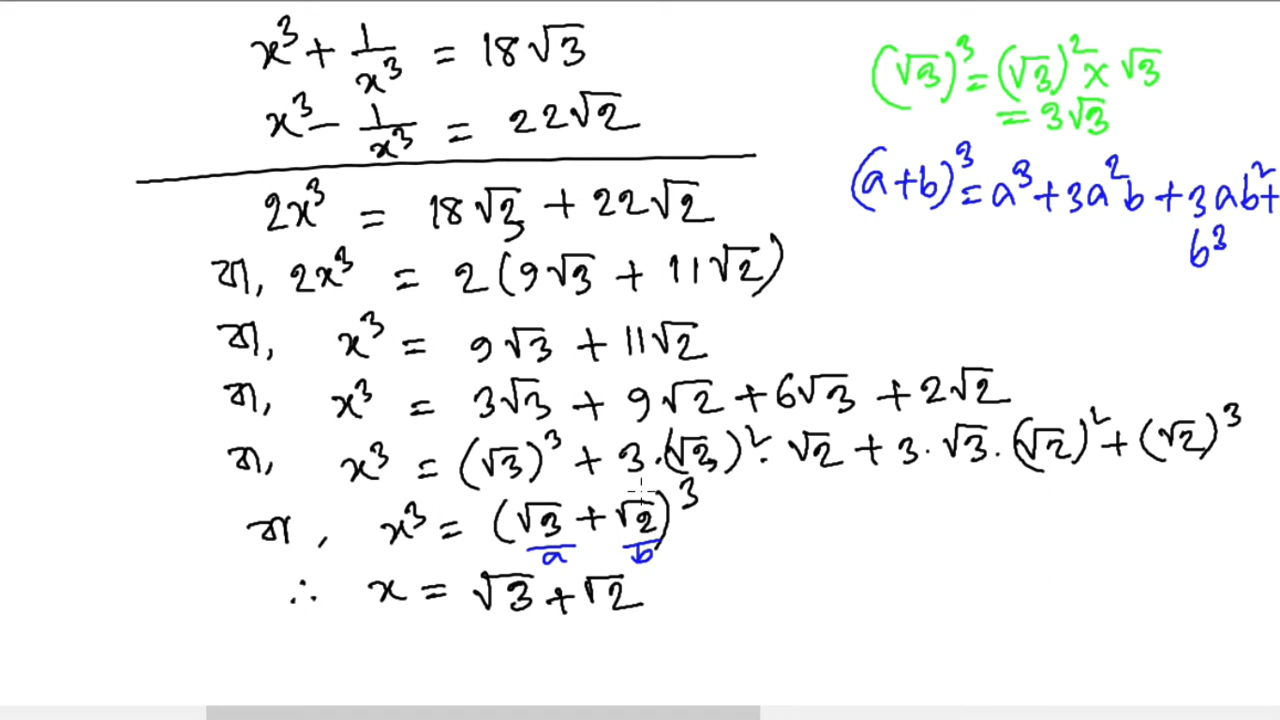 x³ + 1/x³ = 18√3
x³ − 1/x³ = 22√2
2x³ = 18√3 + 22√2
বা, 2x³ = 2(9√3 + 11√2)
বা, x³ = 9√3 + 11√2
বা, x³ = 3√3 + 9√2 + 6√3 + 2√2
বা, x³ = (√3)³ + 3·(√3)²·√2 + 3·√3·(√2)² + (√2)³
বা, x³ = (√3 + √2)³
a b
∴ x = √3 + √2
(√3)³ = (√3)² × √3
= 3√3
(a+b)³ = a³ + 3a²b + 3ab² +
b³